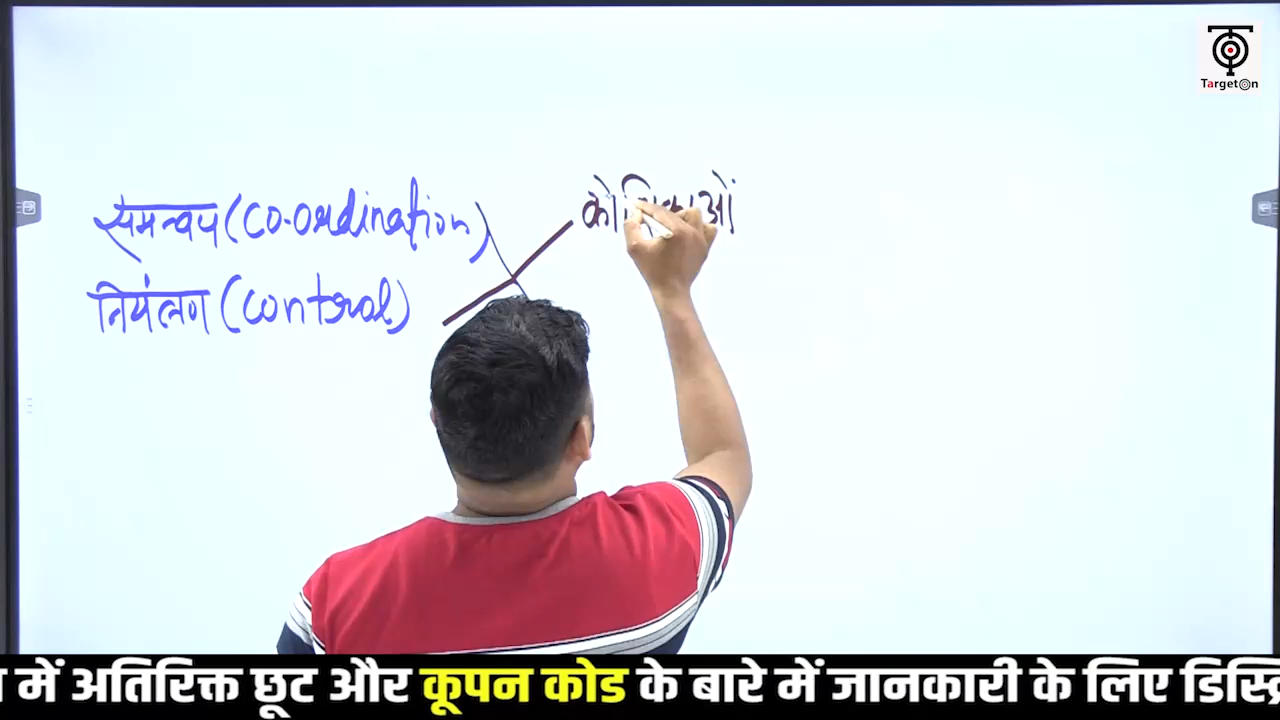 TargetOn
समन्वय (Co-ordination)
कोशिकाओं
नियंत्रण (Control)
में अतिरिक्त छूट और कूपन कोड के बारे में जानकारी के लिए